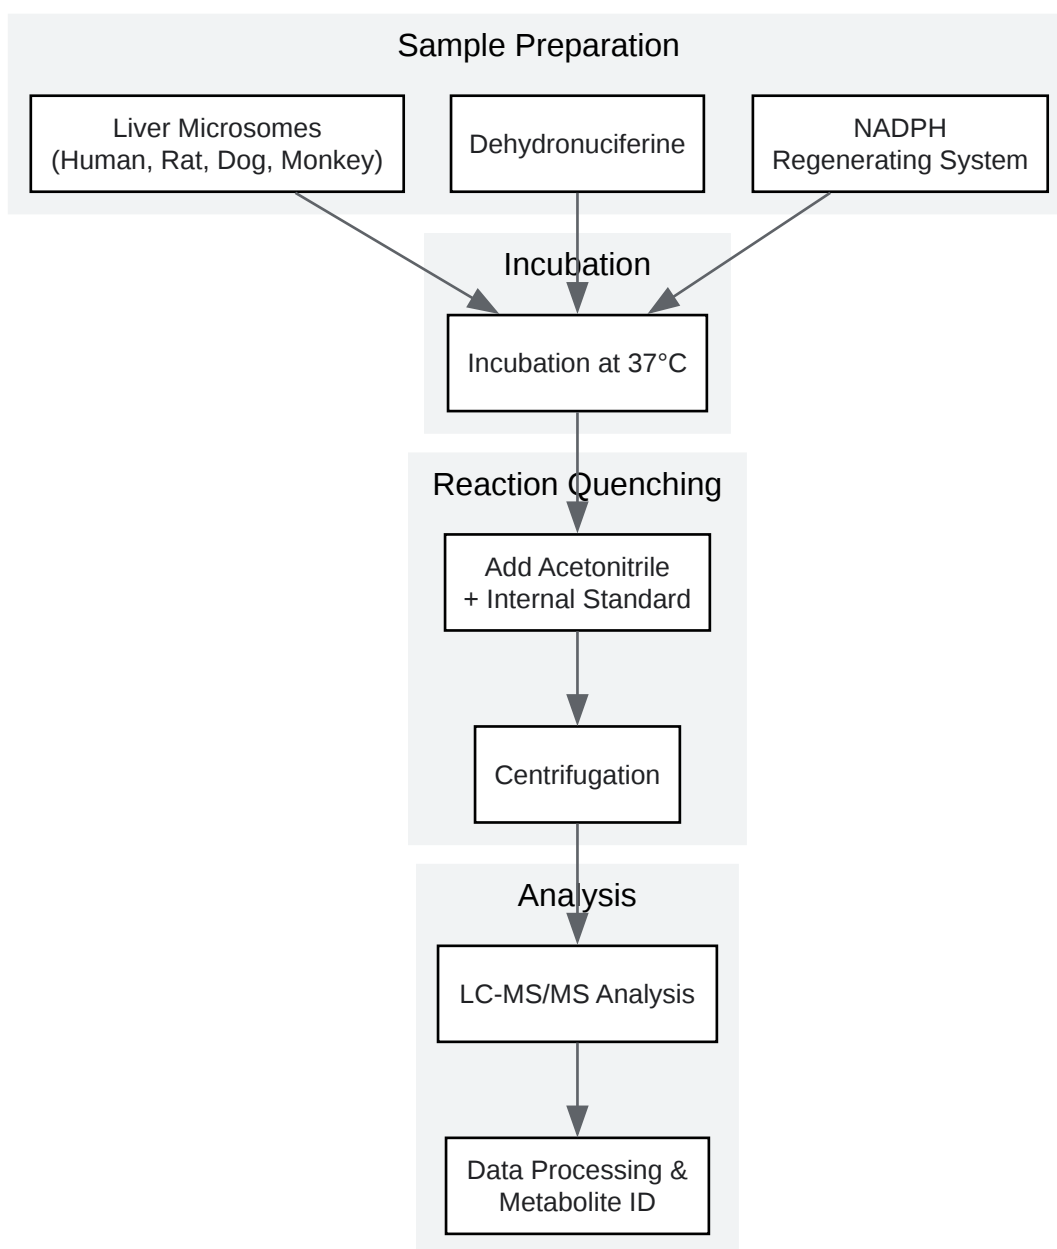 Sample Preparation
Liver Microsomes
(Human, Rat, Dog, Monkey)
Dehydronuciferine
NADPH
Regenerating System
Incubation
Incubation at 37°C
Reaction Quenching
Add Acetonitrile
+ Internal Standard
Centrifugation
Analysis
LC-MS/MS Analysis
Data Processing &
Metabolite ID